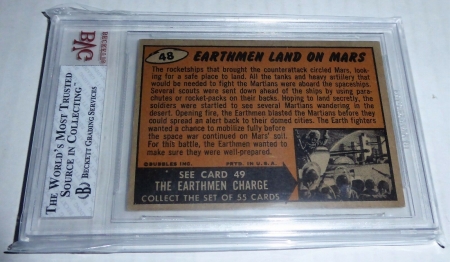 BECKETT
BVG
THE WORLD'S MOST TRUSTED
SOURCE IN COLLECTING™
BECKETT GRADING SERVICES
48
EARTHMEN LAND ON MARS
The rocketships that brought the counterattack circled Mars, look-
ing for a safe place to land. All the tanks and heavy artillery that
would be needed to fight the Martians were aboard the spaceships.
Several scouts were sent down ahead of the ships by using para-
chutes or rocket-packs on their backs. Hoping to land secretly, the
soldiers were startled to see several Martians wandering in the
desert. Opening fire, the Earthmen blasted the Martians before they
could spread an alert back to their domed cities. The Earth fighters
wanted a chance to mobilize fully before
the space war continued on Mars' soil.
For this battle, the Earthmen wanted to
make sure they were well-prepared.
©BUBBLES INC. PRTD. IN U.S.A.
SEE CARD 49
THE EARTHMEN CHARGE
COLLECT THE SET OF 55 CARDS